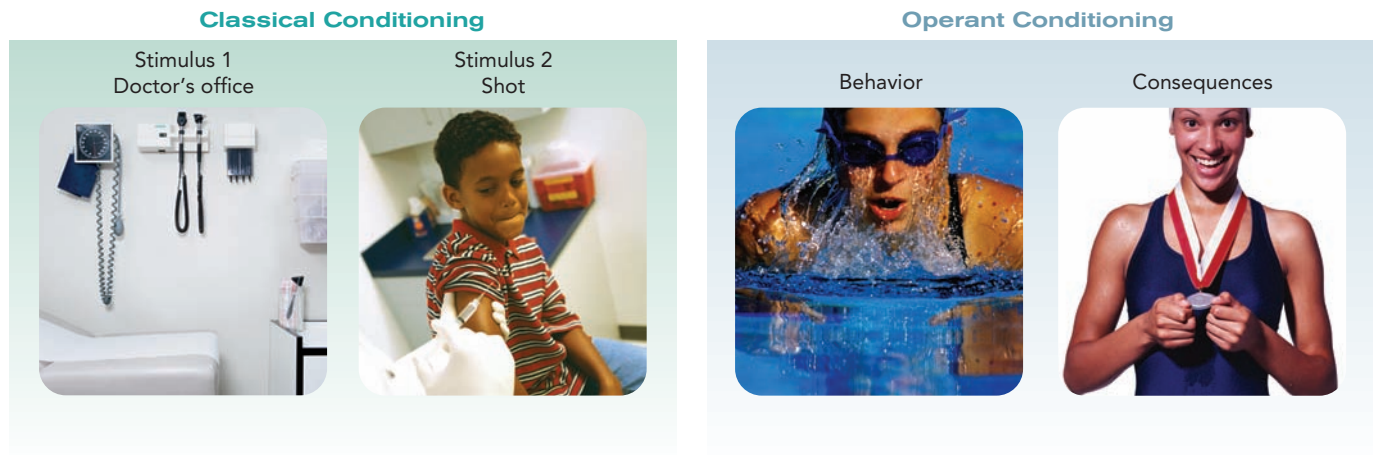 Classical Conditioning
Stimulus 1
Doctor's office
Stimulus 2
Shot
Operant Conditioning
Behavior
Consequences